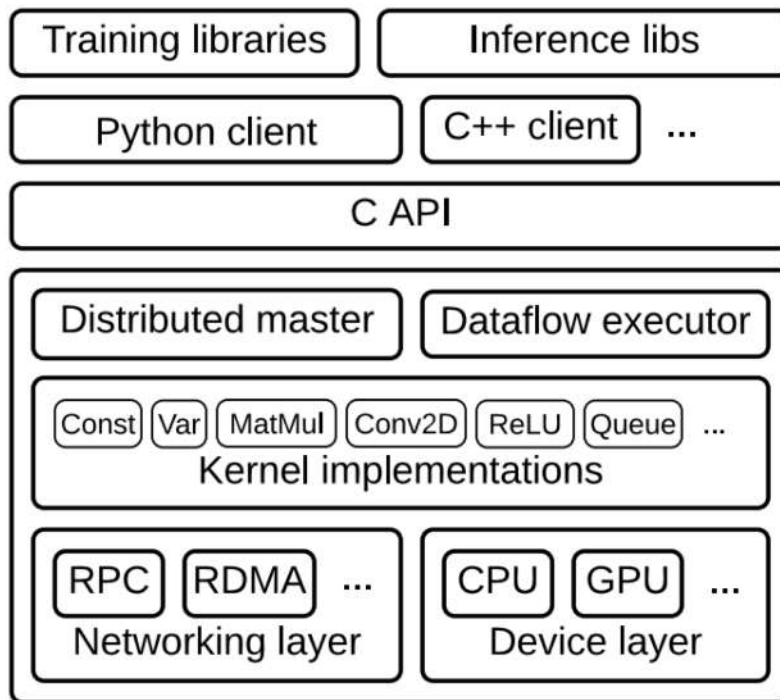 Training libraries Inference libs
Python client C++ client ...
C API
Distributed master Dataflow executor
Const Var MatMul Conv2D ReLU Queue ...
Kernel implementations
RPC RDMA ... CPU GPU ...
Networking layer Device layer